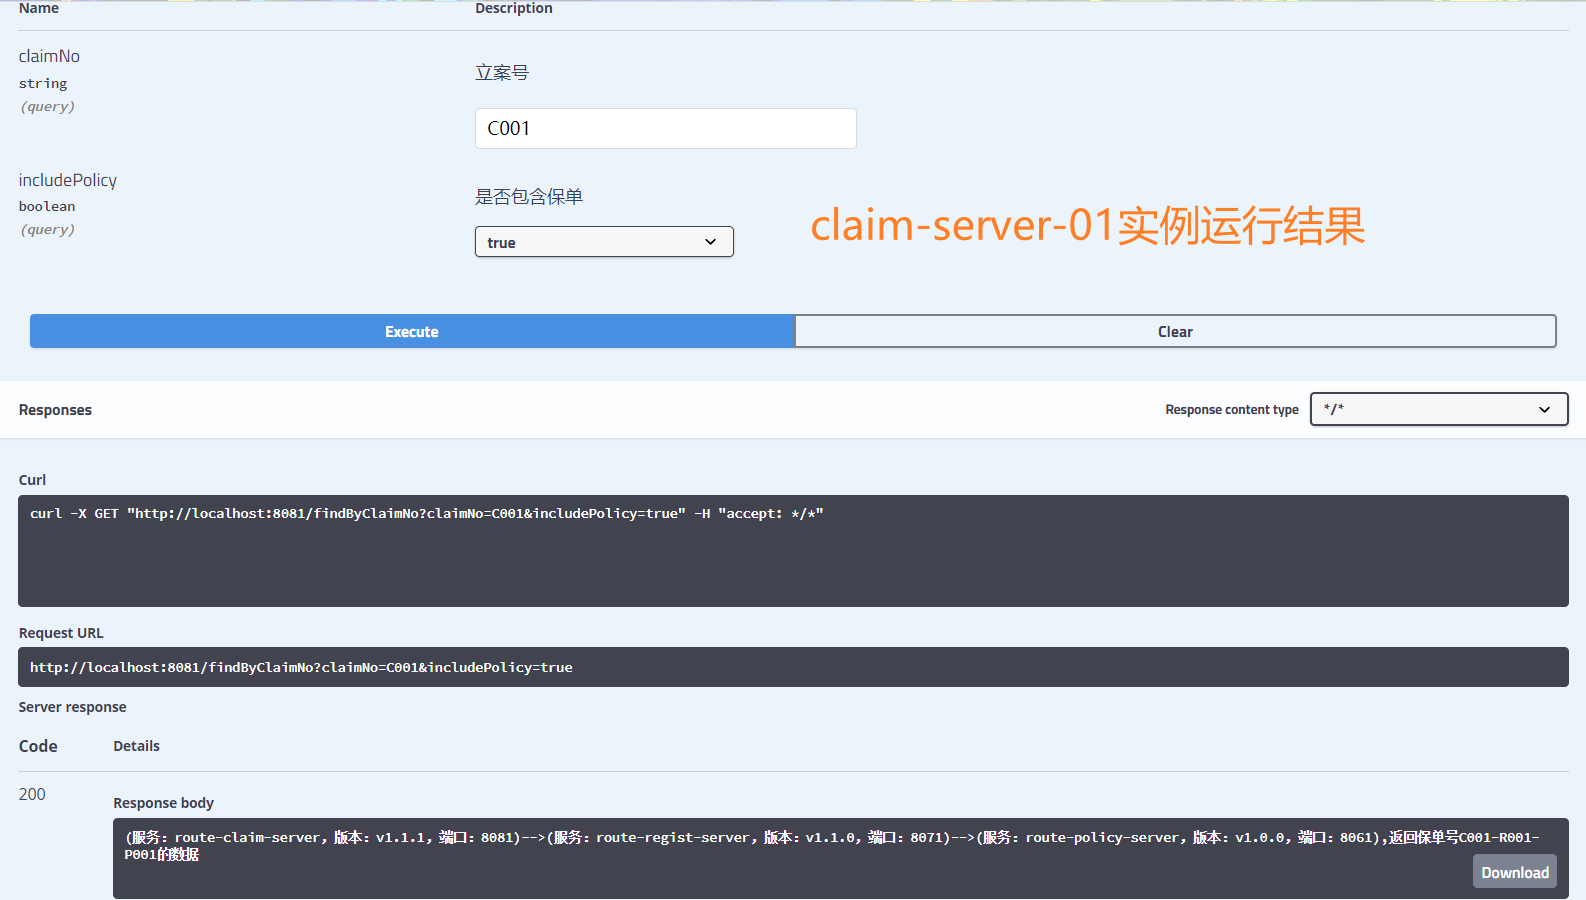 Name Description
claimNo
string
(query)
立案号
C001
includePolicy
boolean
(query)
是否包含保单
true
claim-server-01实例运行结果
Execute Clear
Responses Response content type */*
Curl
curl -X GET "http://localhost:8081/findByClaimNo?claimNo=C001&includePolicy=true" -H "accept: */*"
Request URL
http://localhost:8081/findByClaimNo?claimNo=C001&includePolicy=true
Server response
Code Details
200
Response body
(服务：route-claim-server，版本：v1.1.1，端口：8081)-->(服务：route-regist-server，版本：v1.1.0，端口：8071)-->(服务：route-policy-server，版本：v1.0.0，端口：8061),返回保单号C001-R001-
P001的数据
Download